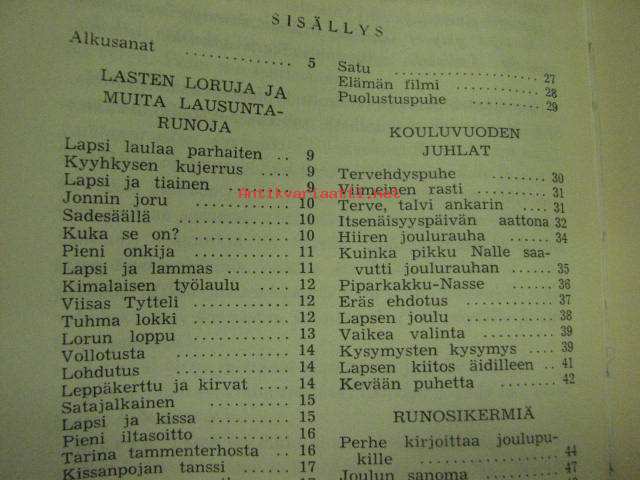 SISÄLLYS
Alkusanat ............. 5
LASTEN LORUJA JA
MUITA LAUSUNTA-
RUNOJA
Lapsi laulaa parhaiten .. 9
Kyyhkysen kujerrus .... 9
Lapsi ja tiainen ....... 9
Jonnin joru ........... 10
Sadesäällä ........... 10
Kuka se on? ......... 10
Pieni onkija ......... 11
Lapsi ja lammas ...... 11
Kimalaisen työlaulu .. 12
Viisas Tytteli ......... 12
Tuhma lokki ......... 12
Lorun loppu ......... 13
Vollotusta ........... 14
Lohdutus ........... 14
Leppäkerttu ja kirvat .... 14
Satajalkainen ......... 15
Lapsi ja kissa ....... 15
Pieni iltasoitto ....... 16
Tarina tammenterhosta .. 16
Kissanpojan tanssi .... 17
Satu ................. 27
Elämän filmi ......... 28
Puolustuspuhe ......... 29
KOULUVUODEN
JUHLAT
Tervehdyspuhe ....... 30
Viimeinen rasti ....... 31
Terve, talvi ankarin .... 31
Itsenäisyyspäivän aattona 32
Hiiren joulurauha ..... 34
Kuinka pikku Nalle saa-
vutti joulurauhan ..... 35
Piparkakku-Nasse ..... 36
Eräs ehdotus ......... 37
Lapsen joulu ......... 38
Vaikea valinta ....... 39
Kysymysten kysymys .... 39
Lapsen kiitos äidilleen .. 41
Kevään puhetta ....... 42
RUNOSIKERMIÄ
Perhe kirjoittaa joulupu-
kille ............... 44
Joulun sanoma ....... 47
Antikvariaatti.net